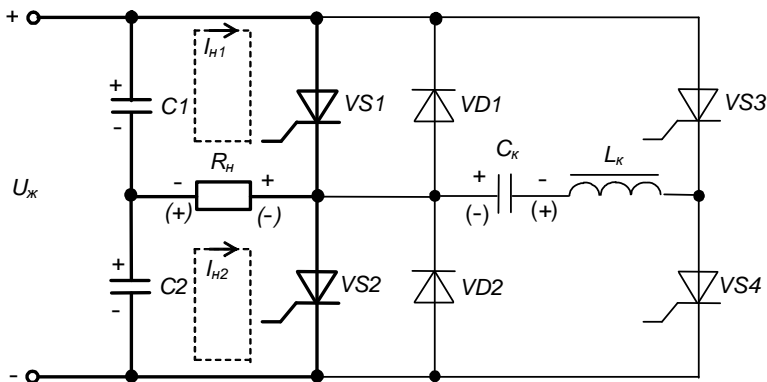 +
Iн1
+
C1
-
VS1
VD1
VS3
Uж
Rн
-
+
(+)
(-)
Cк
+
-
(-)
(+)
Lк
+
C2
-
Iн2
VS2
VD2
VS4
-